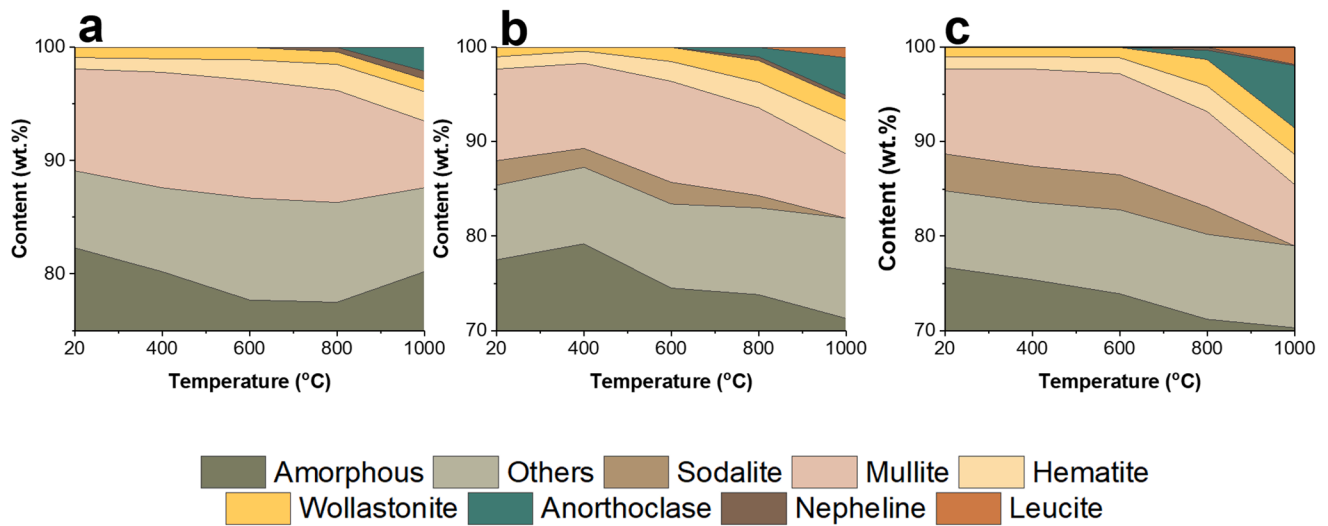 a
b
c
100
90
80
Content (wt.%)
20 400 600 800 1000
Temperature (°C)
100
90
80
70
Content (wt.%)
20 400 600 800 1000
Temperature (°C)
100
90
80
70
Content (wt.%)
20 400 600 800 1000
Temperature (°C)
Amorphous Others Sodalite Mullite Hematite
Wollastonite Anorthoclase Nepheline Leucite